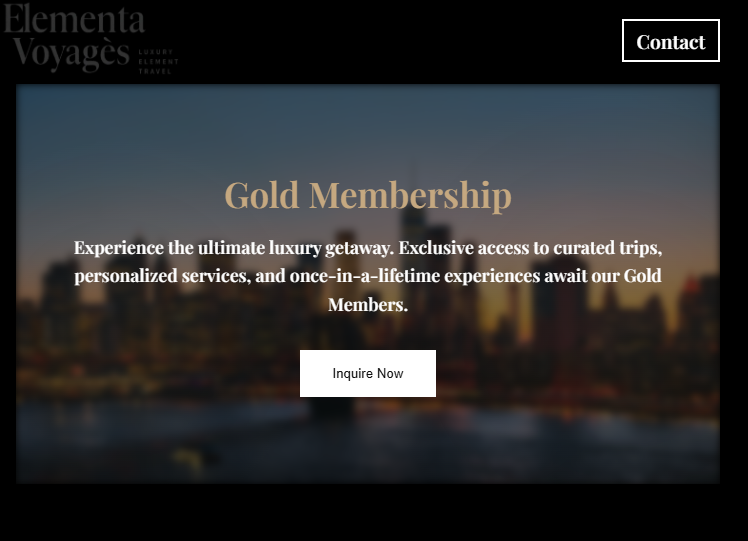 Elementa
Voyagès
LUXURY
ELEMENT
TRAVEL
Contact
Gold Membership
Experience the ultimate luxury getaway. Exclusive access to curated trips,
personalized services, and once-in-a-lifetime experiences await our Gold
Members.
Inquire Now